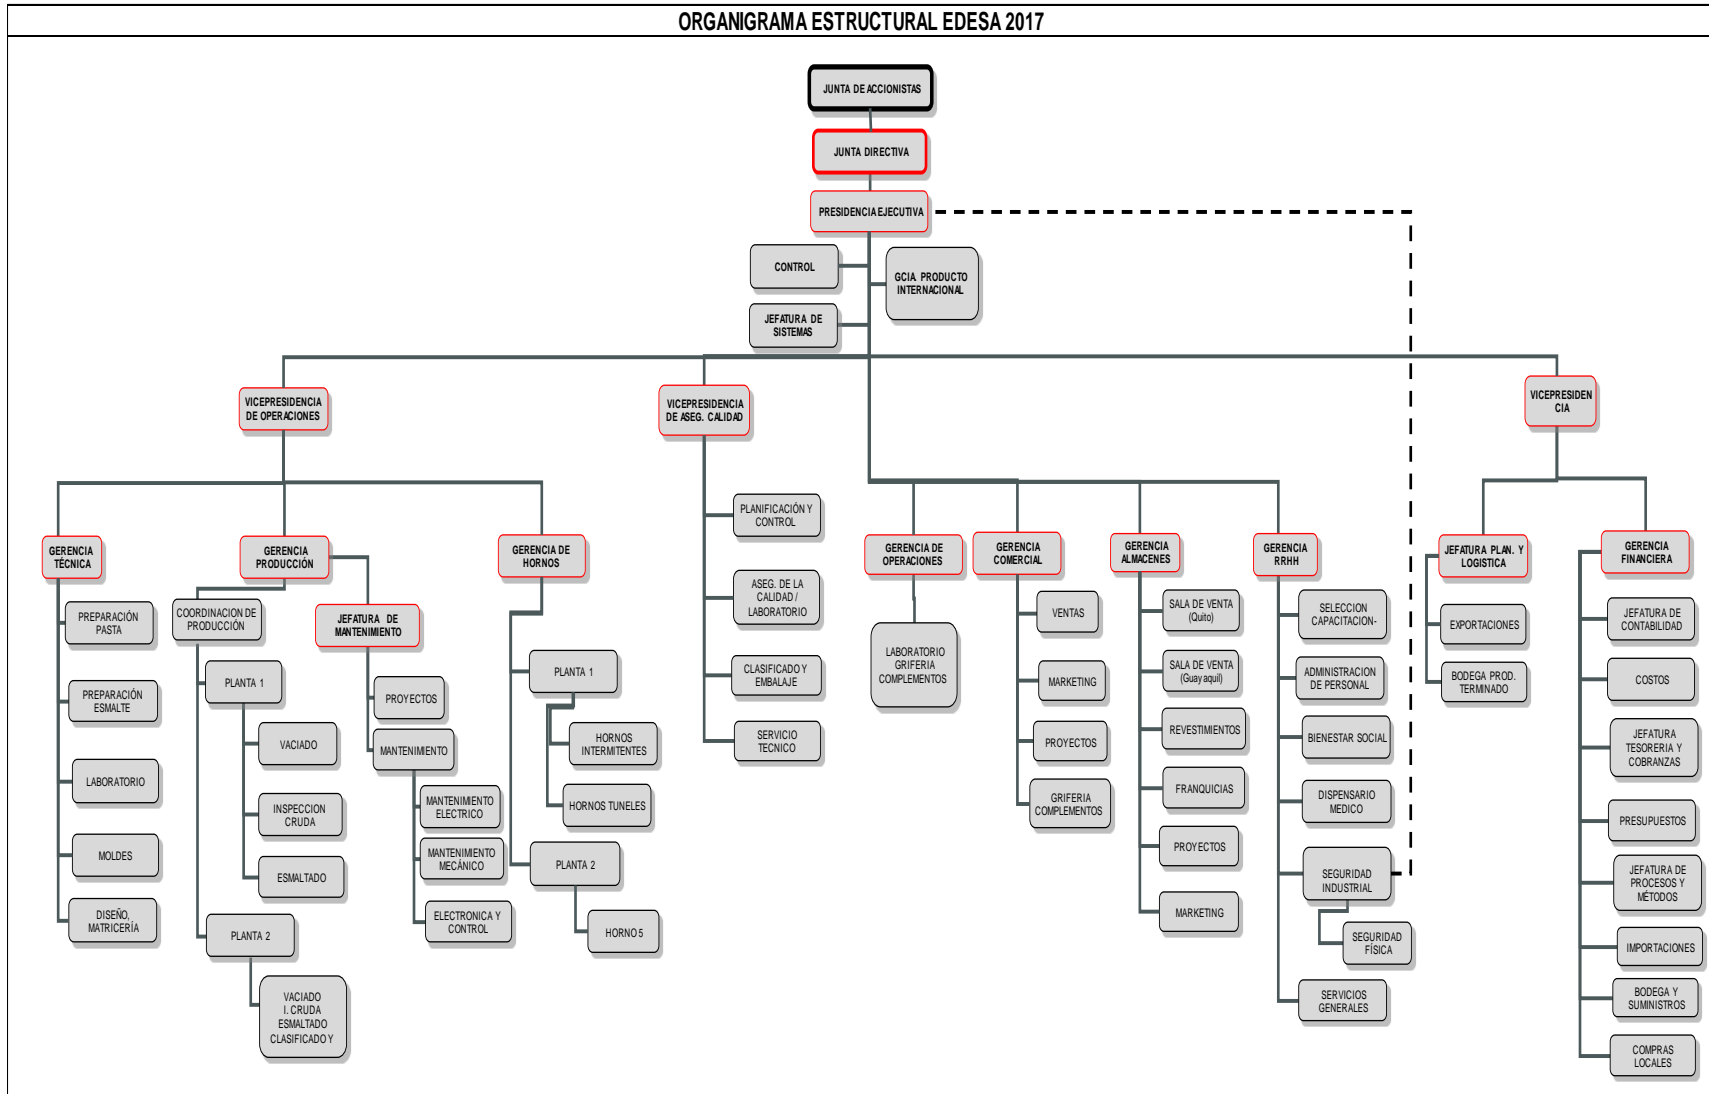 ORGANIGRAMA ESTRUCTURAL EDESA 2017
JUNTA DE ACCIONISTAS
JUNTA DIRECTIVA
PRESIDENCIA EJECUTIVA
CONTROL
GCIA. PRODUCTO
INTERNACIONAL
JEFATURA DE
SISTEMAS
VICEPRESIDENCIA
DE OPERACIONES
VICEPRESIDENCIA
DE ASEG. CALIDAD
VICEPRESIDEN
CIA
GERENCIA
TÉCNICA
PREPARACIÓN
PASTA
PREPARACIÓN
ESMALTE
LABORATORIO
MOLDES
DISEÑO,
MATRICERÍA
GERENCIA
PRODUCCIÓN
COORDINACION DE
PRODUCCIÓN
PLANTA 1
VACIADO
INSPECCION
CRUDA
ESMALTADO
PLANTA 2
VACIADO
I. CRUDA
ESMALTADO
CLASIFICADO Y
JEFATURA DE
MANTENIMIENTO
PROYECTOS
MANTENIMIENTO
MANTENIMIENTO
ELECTRICO
MANTENIMIENTO
MECÁNICO
ELECTRONICA Y
CONTROL
GERENCIA DE
HORNOS
PLANTA 1
HORNOS
INTERMITENTES
HORNOS TUNELES
PLANTA 2
HORNO 5
PLANIFICACIÓN Y
CONTROL
ASEG. DE LA
CALIDAD /
LABORATORIO
CLASIFICADO Y
EMBALAJE
SERVICIO
TECNICO
GERENCIA DE
OPERACIONES
LABORATORIO
GRIFERIA
COMPLEMENTOS
GERENCIA
COMERCIAL
VENTAS
MARKETING
PROYECTOS
GRIFERIA
COMPLEMENTOS
GERENCIA
ALMACENES
SALA DE VENTA
(Quito)
SALA DE VENTA
(Guayaquil)
REVESTIMIENTOS
FRANQUICIAS
PROYECTOS
MARKETING
GERENCIA
RRHH
SELECCION
CAPACITACION-
ADMINISTRACION
DE PERSONAL
BIENESTAR SOCIAL
DISPENSARIO
MEDICO
SEGURIDAD
INDUSTRIAL
SEGURIDAD
FÍSICA
SERVICIOS
GENERALES
JEFATURA PLAN. Y
LOGISTICA
EXPORTACIONES
BODEGA PROD.
TERMINADO
GERENCIA
FINANCIERA
JEFATURA DE
CONTABILIDAD
COSTOS
JEFATURA
TESORERIA Y
COBRANZAS
PRESUPUESTOS
JEFATURA DE
PROCESOS Y
MÉTODOS
IMPORTACIONES
BODEGA Y
SUMINISTROS
COMPRAS
LOCALES